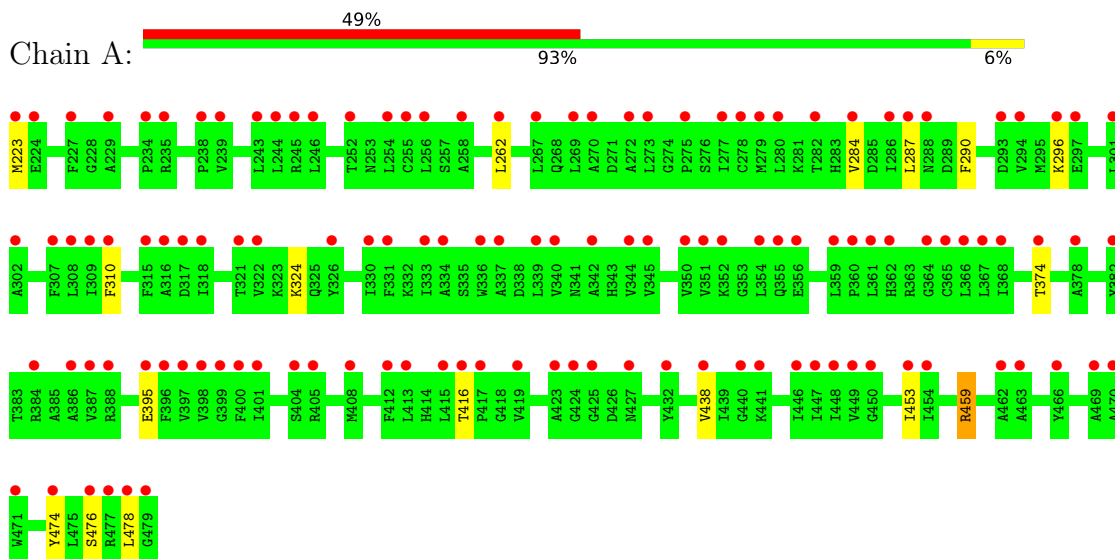 49%
Chain A:
93% 6%
M223 E224 F227 G228 A229 P234 R235 P238 V239 L243 L244 R245 L246 T252 N253 L254 C255 L256 S257 A258 L262 L267 Q268 L269 A270 D271 A272 L273 G274 P275 S276 I277 C278 M279 L280 K281 T282 H283 V284 D285 I286 L287 N288 D289 F290 D293 V294 M295 K296 E297 L301
A302 F307 L308 I309 F310 F315 A316 D317 I318 T321 V322 K323 K324 Q325 Y326 I330 F331 K332 I333 A334 S335 W336 A337 D338 L339 V340 N341 A342 H343 V344 V345 V350 V351 K352 G353 L354 Q355 E356 L359 P360 L361 H362 R363 G364 C365 L366 L367 I368 T374 A378 Y382
T383 R384 A385 A386 V387 R388 E395 F396 V397 V398 G399 F400 I401 S404 R405 M408 F412 L413 H414 L415 T416 P417 G418 V419 A423 G424 G425 D426 N427 Y432 V438 I439 G440 K441 I446 I447 I448 V449 G450 I453 I454 R459 A462 A463 Y466 A469 A470
W471 Y474 L475 S476 R477 L478 G479